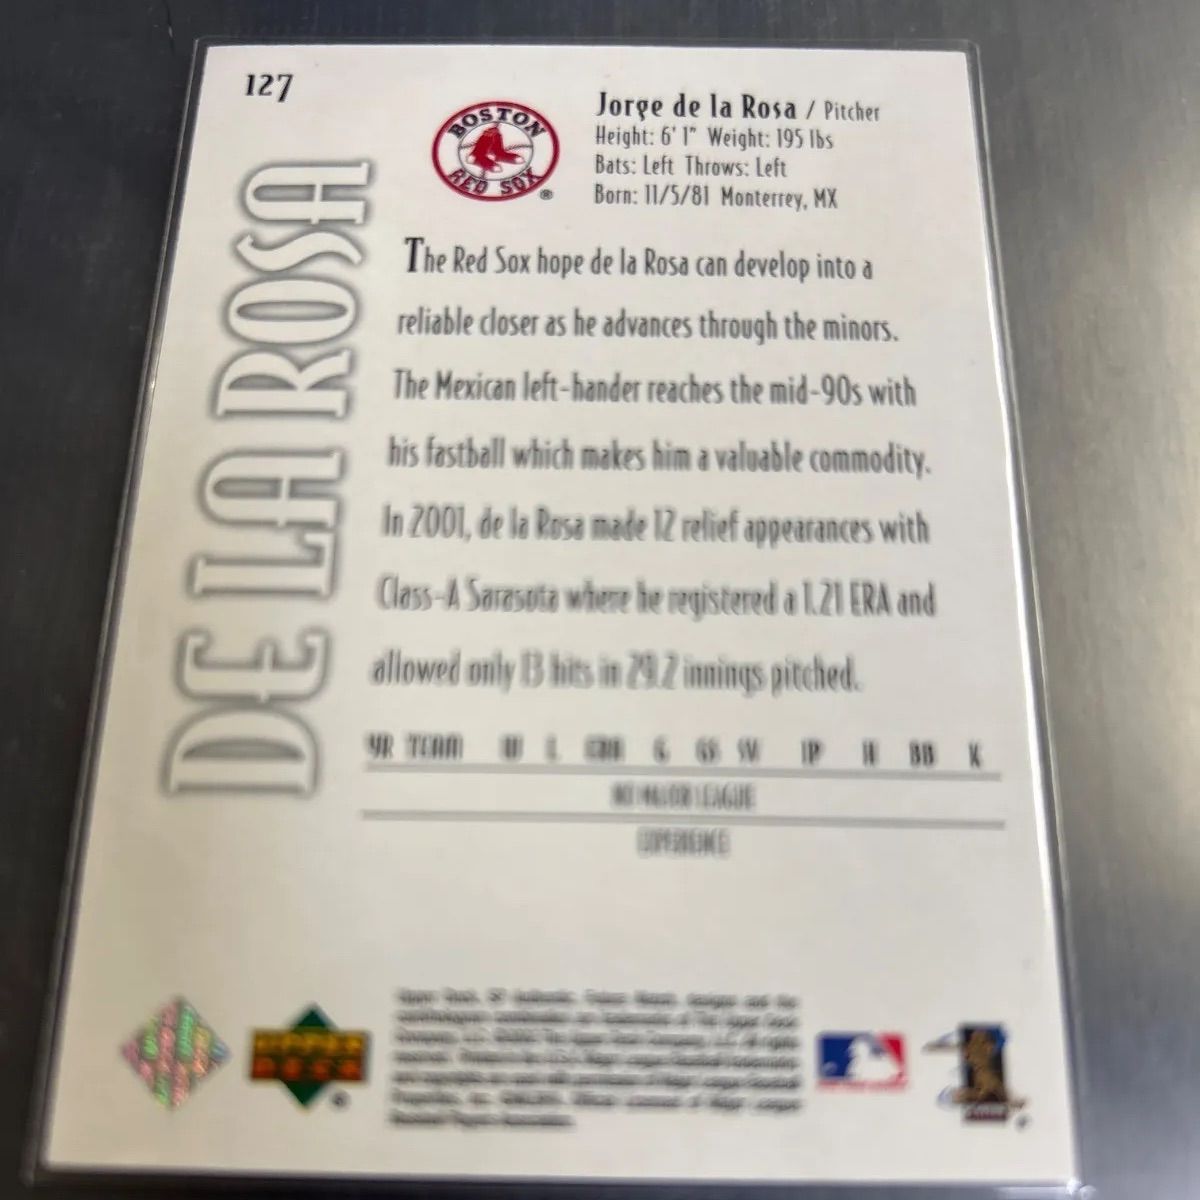 127
BOSTON
RED SOX
®
Jorge de la Rosa / Pitcher
Height: 6' 1" Weight: 195 lbs
Bats: Left Throws: Left
Born: 11/5/81 Monterrey, MX
DE LA ROSA
The Red Sox hope de la Rosa can develop into a
reliable closer as he advances through the minors.
The Mexican left-hander reaches the mid-90s with
his fastball which makes him a valuable commodity.
In 2001, de la Rosa made 12 relief appearances with
Class-A Sarasota where he registered a 1.21 ERA and
allowed only 13 hits in 29.2 innings pitched.
YR TEAM W L ERA G GS SV IP H BB K
NO MAJOR LEAGUE
EXPERIENCE
UPPER
DECK